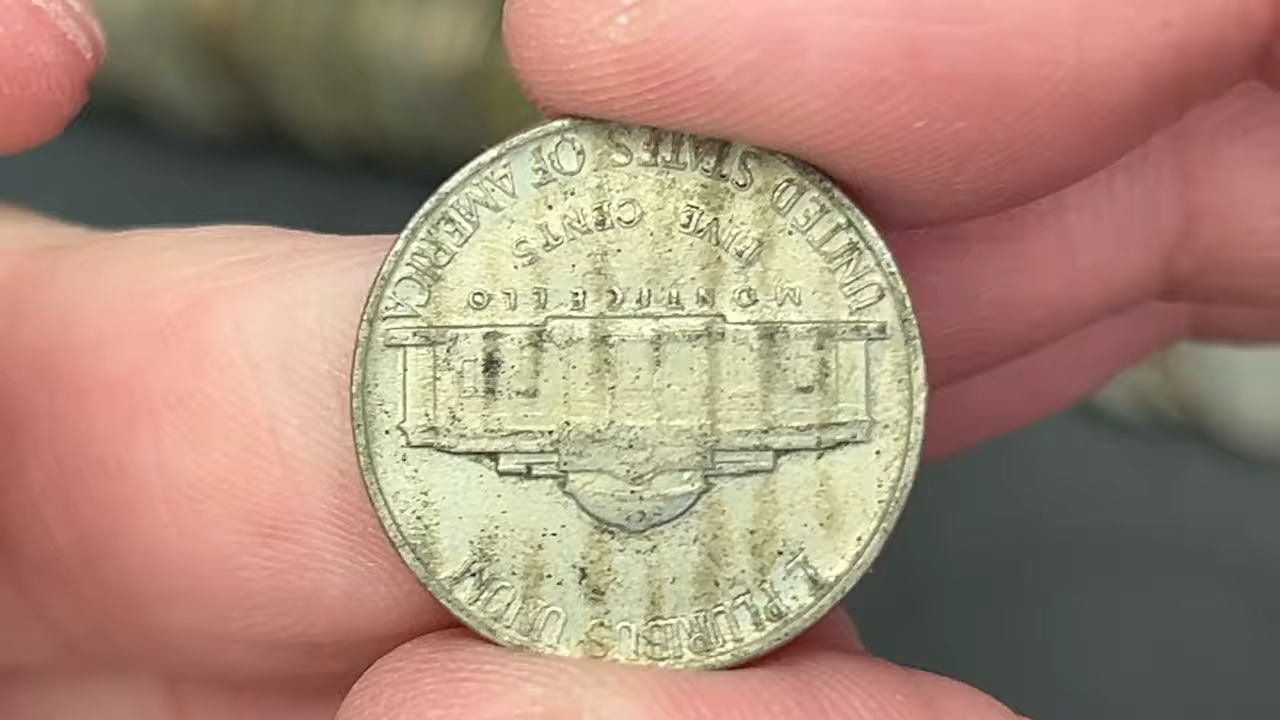 E PLURIBUS UNUM
MONTICELLO
FIVE CENTS
UNITED STATES OF AMERICA